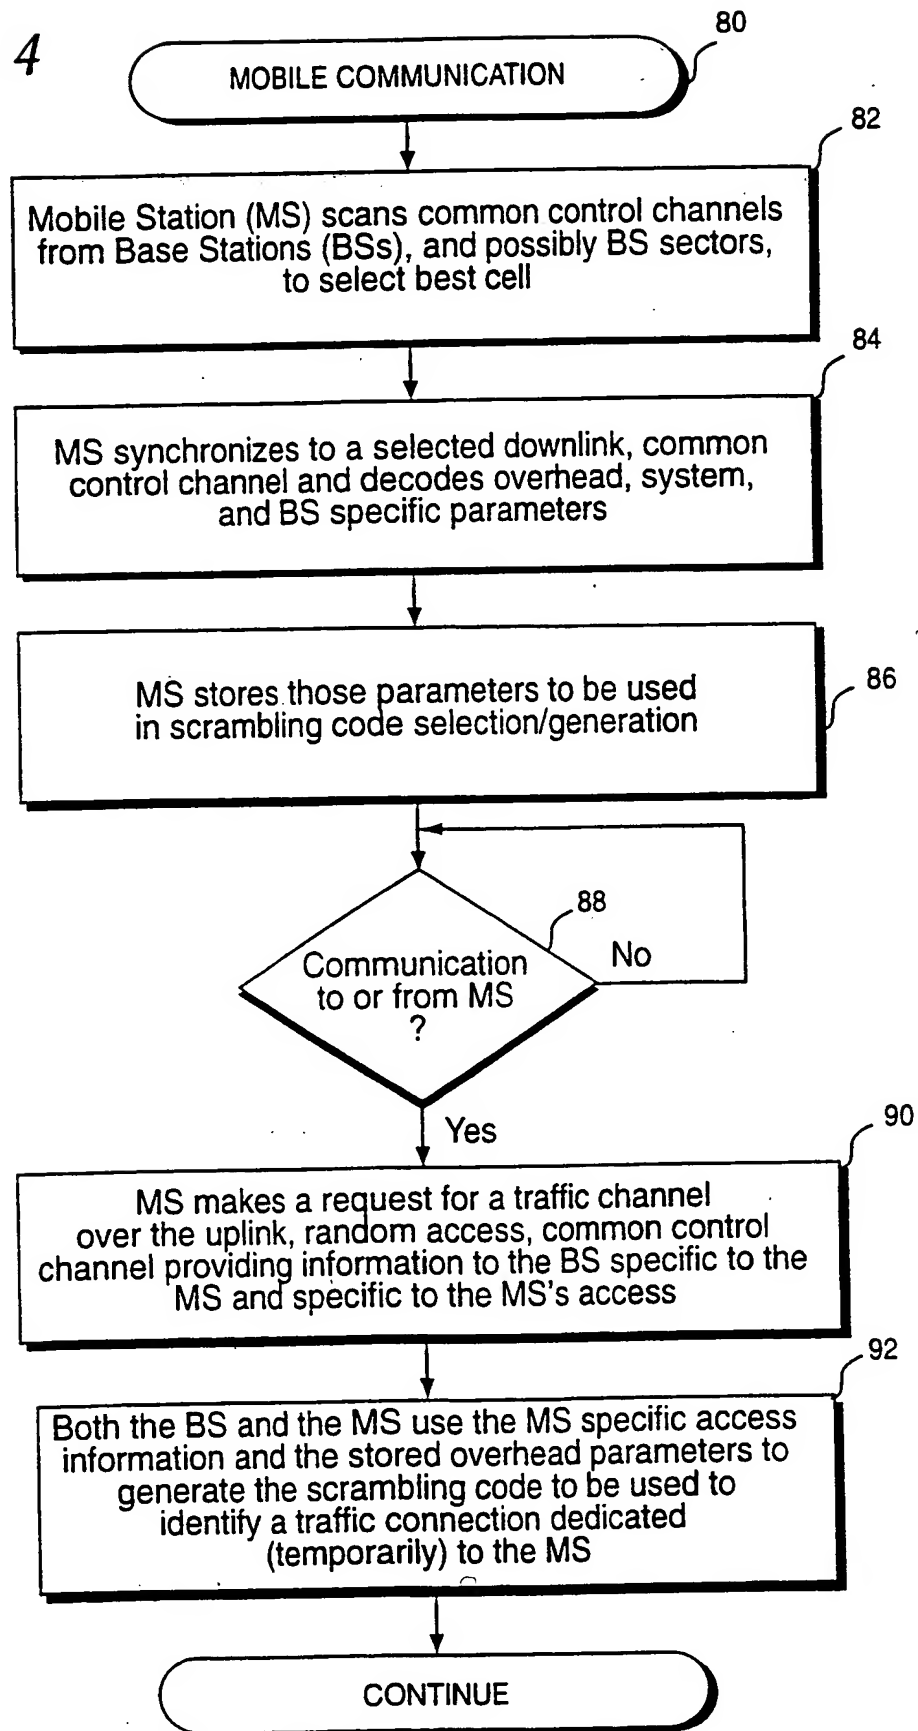 4
80
MOBILE COMMUNICATION
82
Mobile Station (MS) scans common control channels
from Base Stations (BSs), and possibly BS sectors,
to select best cell
84
MS synchronizes to a selected downlink, common
control channel and decodes overhead, system,
and BS specific parameters
86
MS stores those parameters to be used
in scrambling code selection/generation
88
Communication
to or from MS
?
No
Yes
90
MS makes a request for a traffic channel
over the uplink, random access, common control
channel providing information to the BS specific to the
MS and specific to the MS's access
92
Both the BS and the MS use the MS specific access
information and the stored overhead parameters to
generate the scrambling code to be used to
identify a traffic connection dedicated
(temporarily) to the MS
CONTINUE